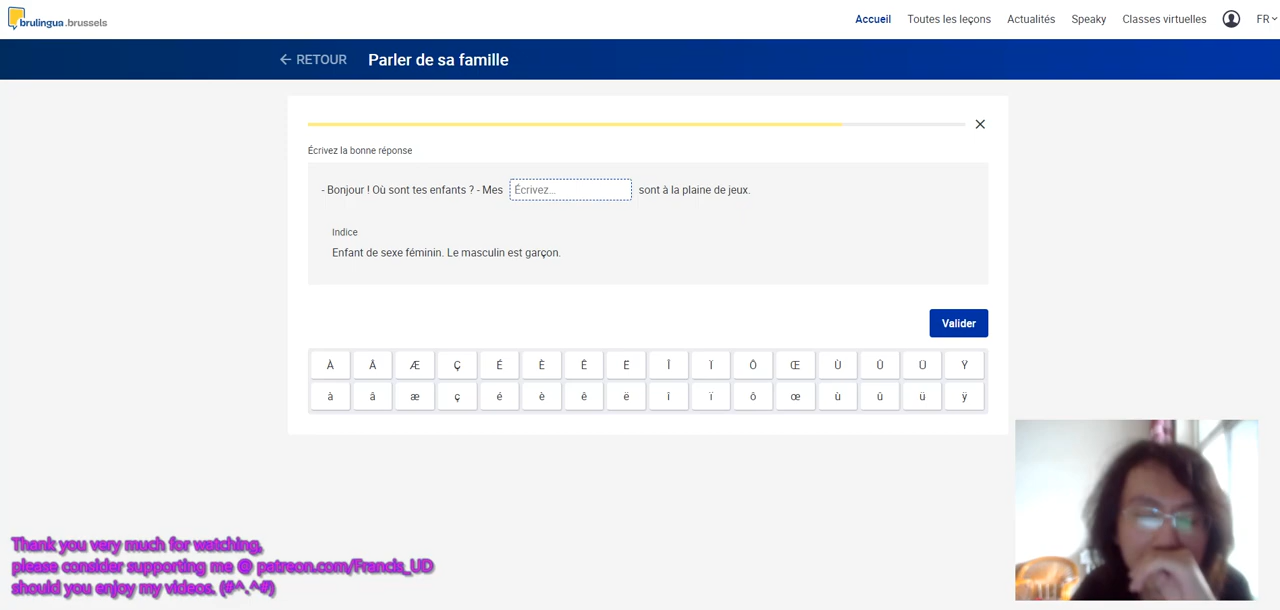 brulingua.brussels
Accueil Toutes les leçons Actualités Speaky Classes virtuelles FR
← RETOUR Parler de sa famille
Écrivez la bonne réponse
- Bonjour ! Où sont tes enfants ? - Mes Écrivez... sont à la plaine de jeux.
Indice
Enfant de sexe féminin. Le masculin est garçon.
Valider
À Â Æ Ç É È Ê Ë Î Ï Ô Œ Ù Û Ü Ÿ
à â æ ç é è ê ë î ï ô œ ù û ü ÿ
Thank you very much for watching,
please consider supporting me @ patreon.com/Francis_UD
should you enjoy my videos. (#^.^#)